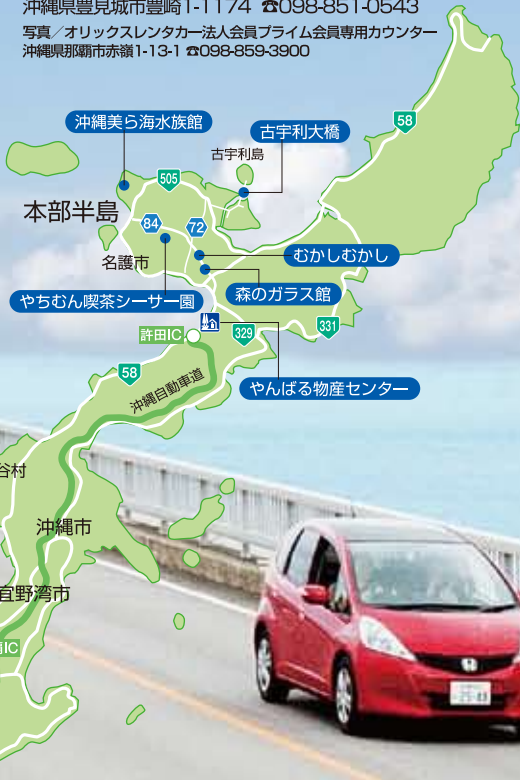 沖縄県豊見城市豊崎1-1174 ☎098-851-0543
写真／オリックスレンタカー法人会員プライム会員専用カウンター
沖縄県那覇市赤嶺1-13-1 ☎098-859-3900
沖縄美ら海水族館
古宇利大橋
58
古宇利島
505
本部半島
84
72
名護市
むかしむかし
やちむん喫茶シーサー園
森のガラス館
許田IC
329
331
58
沖縄自動車道
やんばる物産センター
谷村
沖縄市
宜野湾市
IC